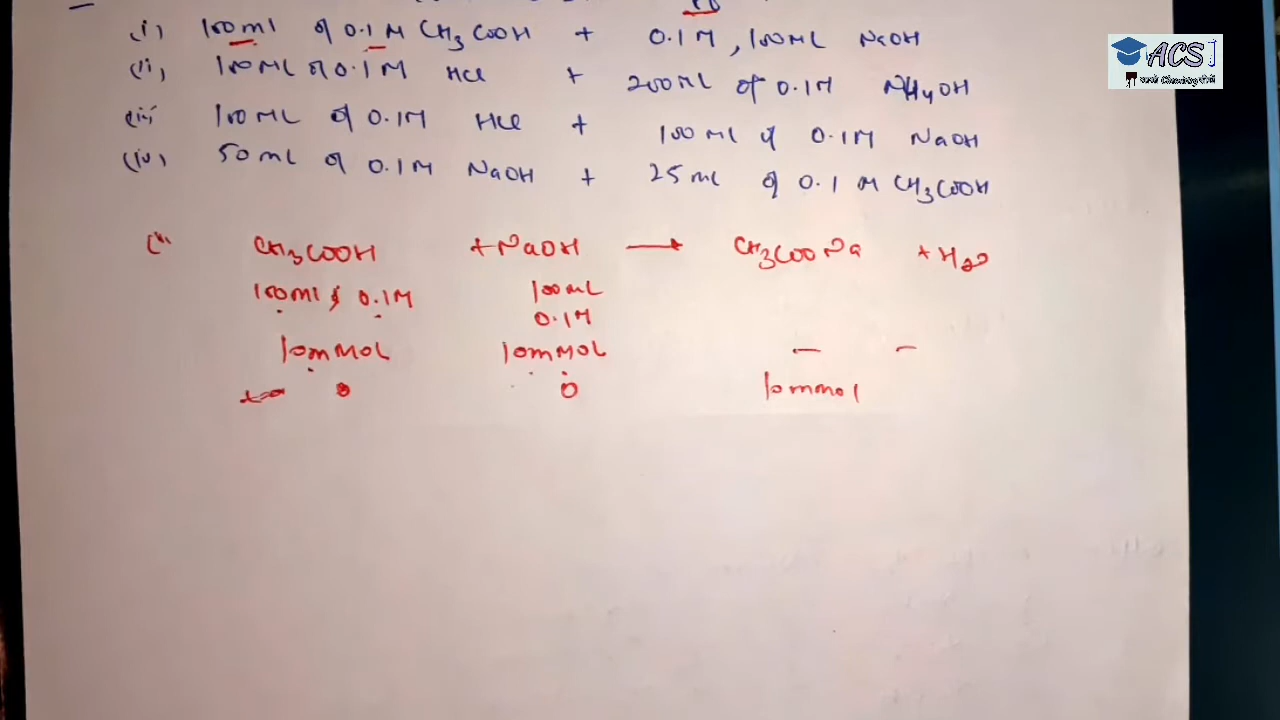 (i) 100ml of 0.1M CH3COOH + 0.1M, 100ML NaOH
(ii) 100ML of 0.1M HCl + 200ML of 0.1M NH4OH
(iii) 100ML of 0.1M HCl + 100ML of 0.1M NaOH
(iv) 50ML of 0.1M NaOH + 25ML of 0.1M CH3COOH
CH3COOH + NaOH → CH3COONa + H2O
100ml & 0.1M 100ML
0.1M
10mMOL 10mMOL — —
0 0 10mmol
ACS